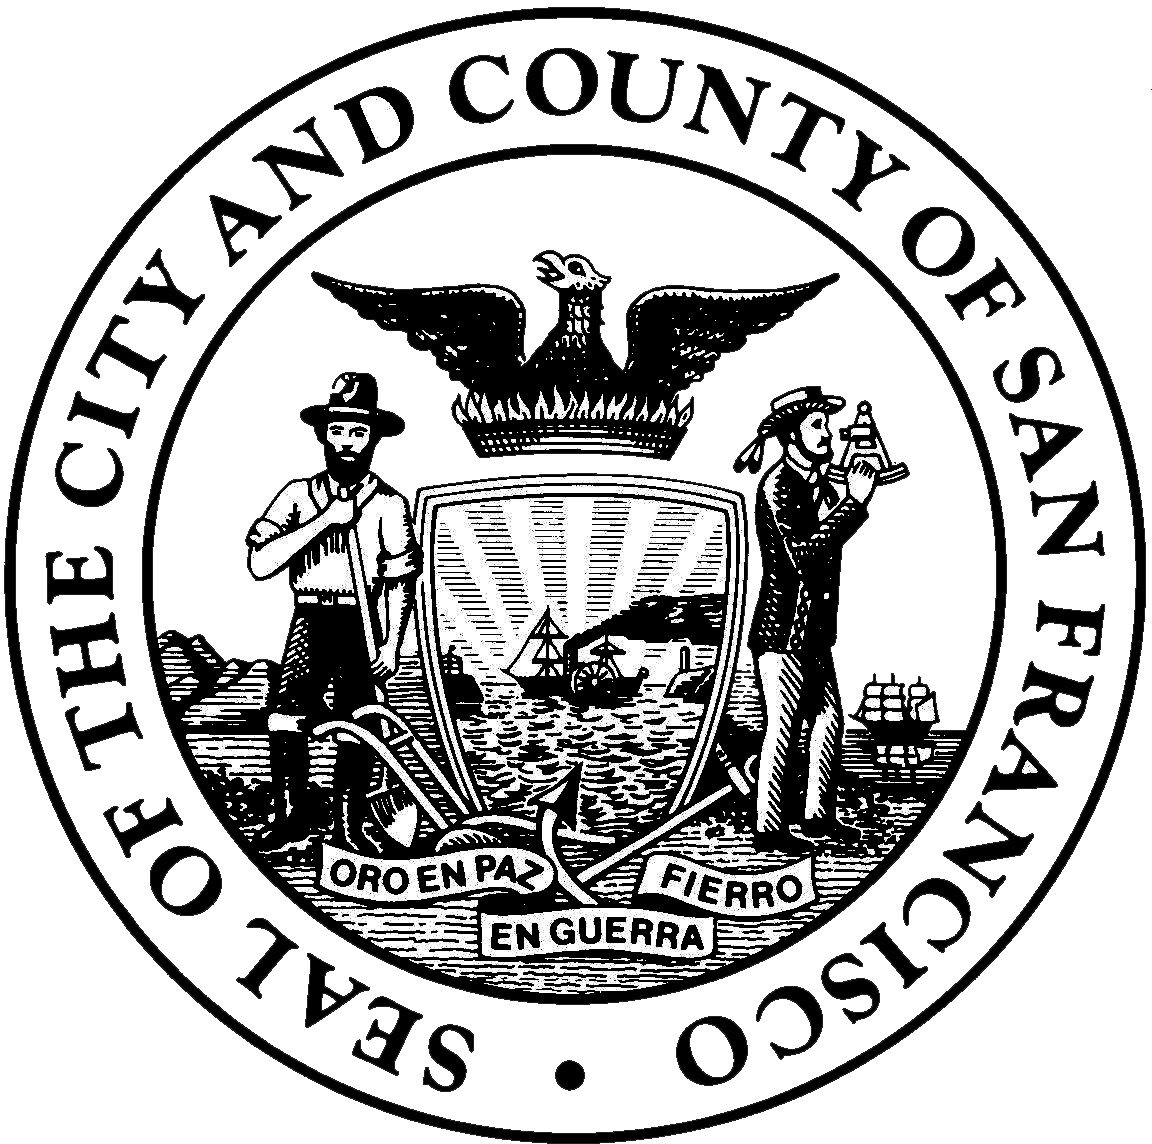 SEAL OF THE CITY AND COUNTY OF SAN FRANCISCO •
ORO EN PAZ
FIERRO
EN GUERRA